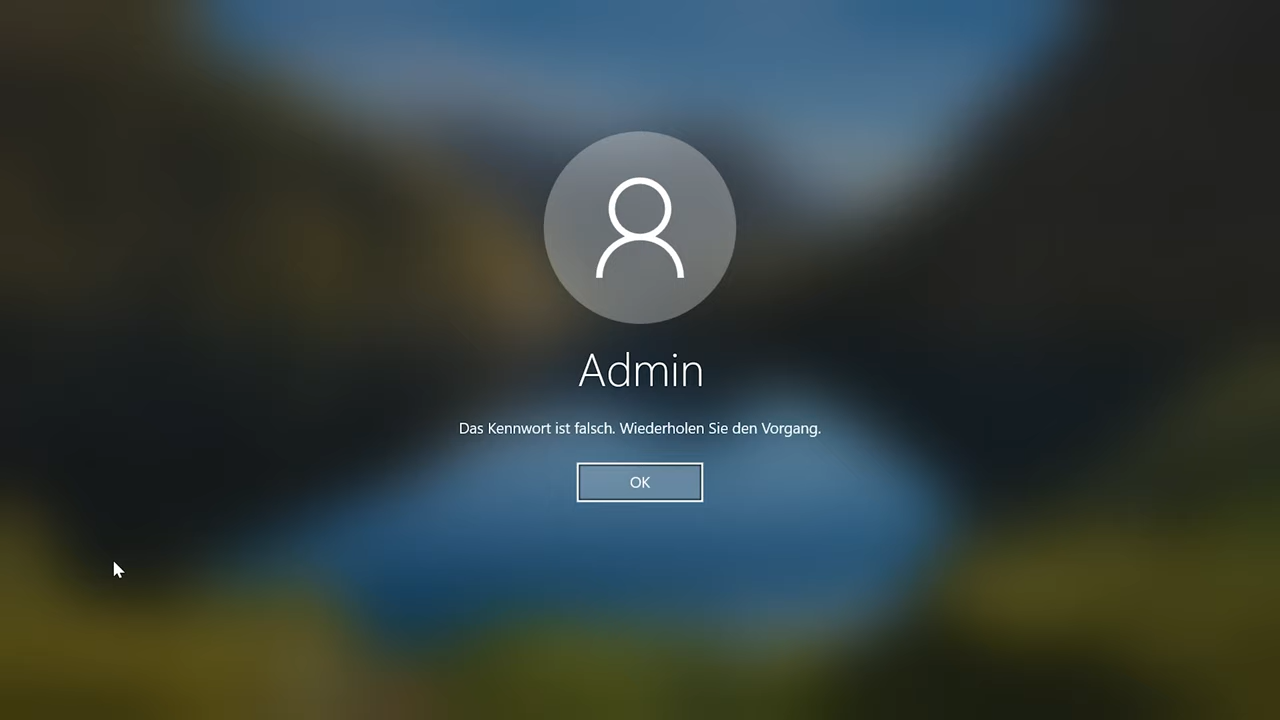 Admin
Das Kennwort ist falsch. Wiederholen Sie den Vorgang.
OK